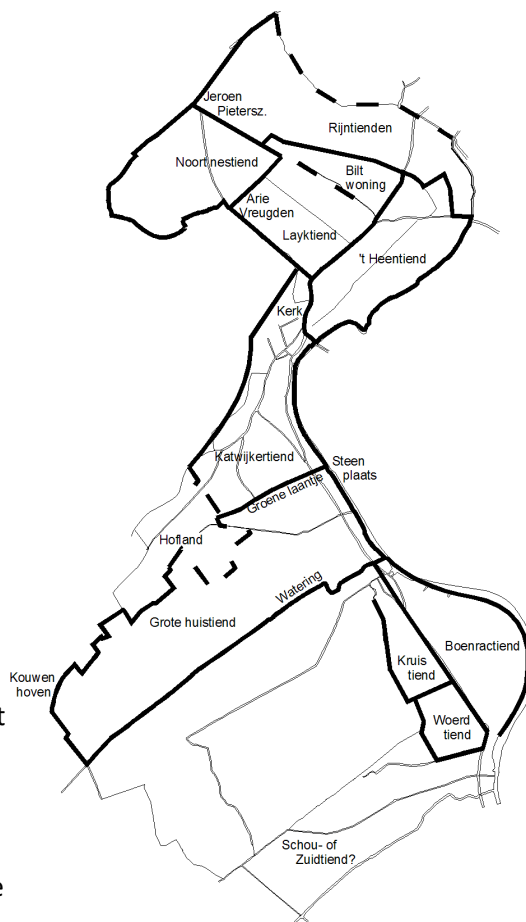 Jeroen
Pietersz.
Rijntienden
Noort nestiend
Bilt
woning
Arie
Vreugden
Layktiend
't Heentiend
Kerk
Katwijkertiend
Steen
plaats
Groene laantje
Hofland
Watering
Grote huistiend
Boenractiend
Kruis
tiend
Kouwen
hoven
t
Woerd
tiend
Schou- of
Zuidtiend?
e